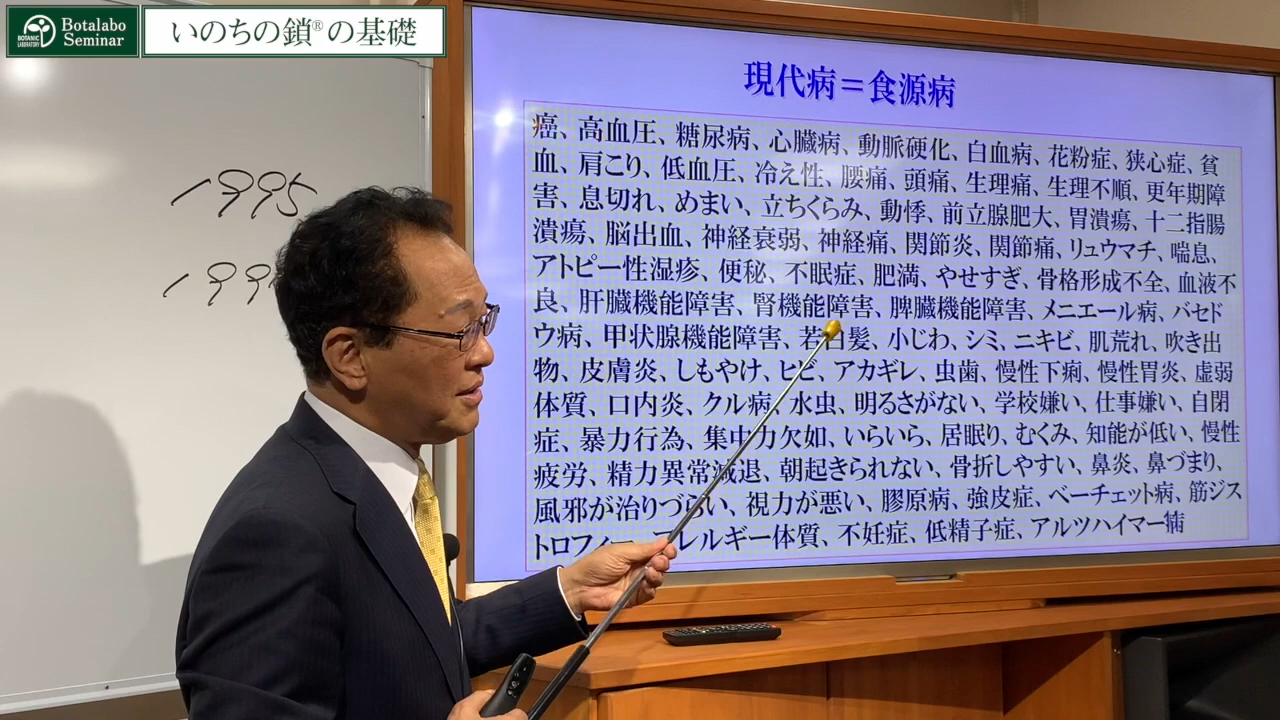 BOTANIC LABORATORY
Botalabo Seminar
いのちの鎖®の基礎
1995
199
現代病＝食源病
癌、高血圧、糖尿病、心臓病、動脈硬化、白血病、花粉症、狭心症、貧
血、肩こり、低血圧、冷え性、腰痛、頭痛、生理痛、生理不順、更年期障
害、息切れ、めまい、立ちくらみ、動悸、前立腺肥大、胃潰瘍、十二指腸
潰瘍、脳出血、神経衰弱、神経痛、関節炎、関節痛、リュウマチ、喘息、
アトピー性湿疹、便秘、不眠症、肥満、やせすぎ、骨格形成不全、血液不
良、肝臓機能障害、腎機能障害、脾臓機能障害、メニエール病、バセド
ウ病、甲状腺機能障害、若白髪、小じわ、シミ、ニキビ、肌荒れ、吹き出
物、皮膚炎、しもやけ、ヒビ、アカギレ、虫歯、慢性下痢、慢性胃炎、虚弱
体質、口内炎、クル病、水虫、明るさがない、学校嫌い、仕事嫌い、自閉
症、暴力行為、集中力欠如、いらいら、居眠り、むくみ、知能が低い、慢性
疲労、精力異常減退、朝起きられない、骨折しやすい、鼻炎、鼻づまり、
風邪が治りづらい、視力が悪い、膠原病、強皮症、ベーチェット病、筋ジス
トロフィー、アレルギー体質、不妊症、低精子症、アルツハイマー